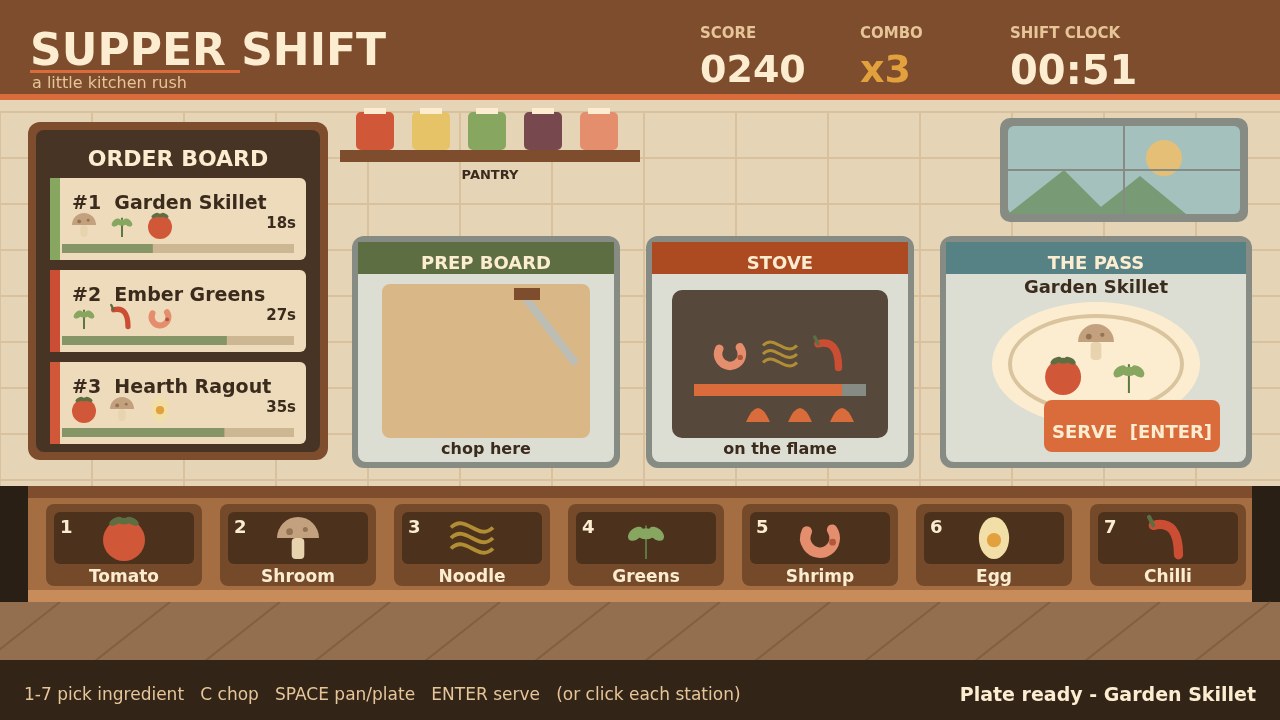 SUPPER SHIFT
a little kitchen rush
SCORE
0240
COMBO
x3
SHIFT CLOCK
00:51
ORDER BOARD
#1 Garden Skillet
18s
#2 Ember Greens
27s
#3 Hearth Ragout
35s
PANTRY
PREP BOARD
chop here
STOVE
on the flame
THE PASS
Garden Skillet
SERVE [ENTER]
1
Tomato
2
Shroom
3
Noodle
4
Greens
5
Shrimp
6
Egg
7
Chilli
1-7 pick ingredient C chop SPACE pan/plate ENTER serve (or click each station)
Plate ready - Garden Skillet